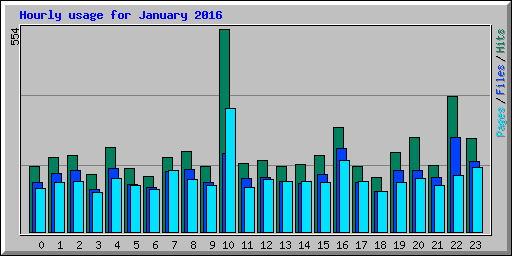 Hourly usage for January 2016
554
Pages / Files / Hits
0 1 2 3 4 5 6 7 8 9 10 11 12 13 14 15 16 17 18 19 20 21 22 23